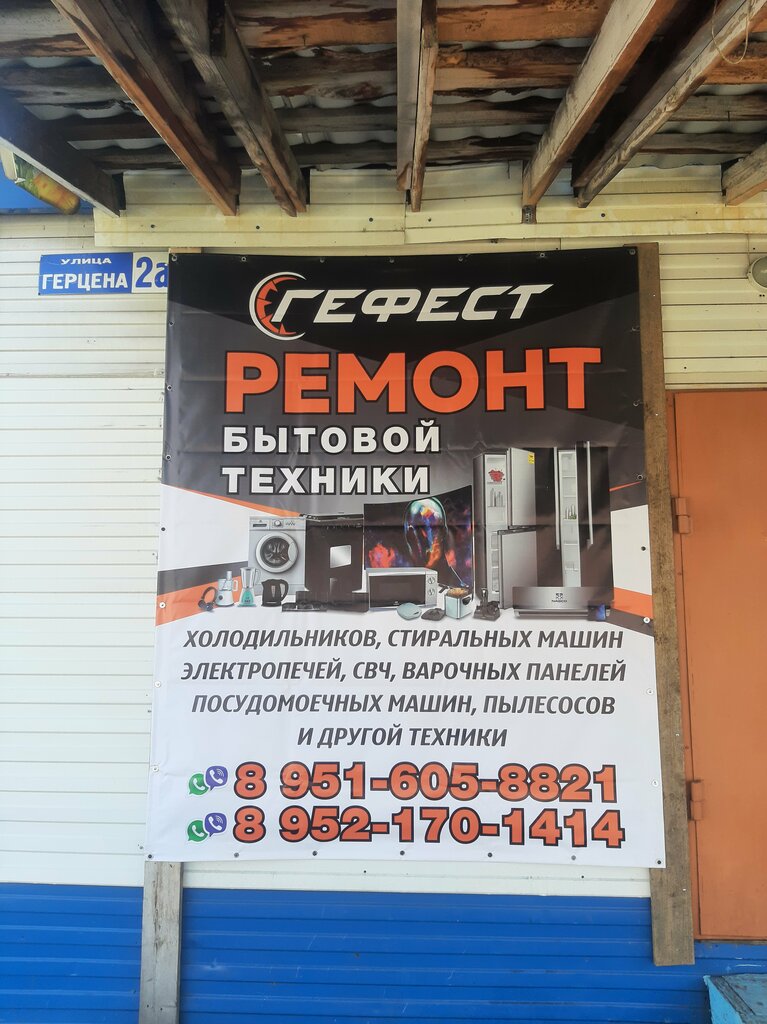 УЛИЦА
ГЕРЦЕНА 2а
ГЕФЕСТ
РЕМОНТ
БЫТОВОЙ
ТЕХНИКИ
ХОЛОДИЛЬНИКОВ, СТИРАЛЬНЫХ МАШИН
ЭЛЕКТРОПЕЧЕЙ, СВЧ, ВАРОЧНЫХ ПАНЕЛЕЙ
ПОСУДОМОЕЧНЫХ МАШИН, ПЫЛЕСОСОВ
И ДРУГОЙ ТЕХНИКИ
8 951-605-8821
8 952-170-1414